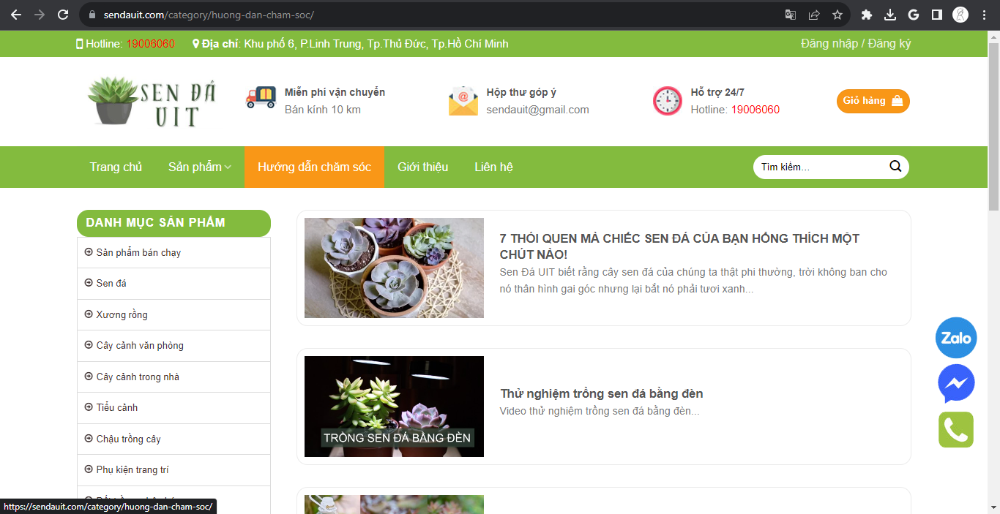 sendauit.com/category/huong-dan-cham-soc/
Hotline: 19006060 Địa chỉ: Khu phố 6, P.Linh Trung, Tp.Thủ Đức, Tp.Hồ Chí Minh Đăng nhập / Đăng ký
SEN ĐÁ
UIT
Miễn phí vận chuyển
Bán kính 10 km
Hộp thư góp ý
sendauit@gmail.com
Hỗ trợ 24/7
Hotline: 19006060
Giỏ hàng
Trang chủ Sản phẩm Hướng dẫn chăm sóc Giới thiệu Liên hệ Tìm kiếm...
DANH MỤC SẢN PHẨM
Sản phẩm bán chạy
Sen đá
Xương rồng
Cây cảnh văn phòng
Cây cảnh trong nhà
Tiểu cảnh
Chậu trồng cây
Phụ kiện trang trí
7 THÓI QUEN MÀ CHIẾC SEN ĐÁ CỦA BẠN HỔNG THÍCH MỘT
CHÚT NÀO!
Sen Đá UIT biết rằng cây sen đá của chúng ta thật phi thường, trời không ban cho
nó thân hình gai góc nhưng lại bắt nó phải tươi xanh...
TRỒNG SEN ĐÁ BẰNG ĐÈN
Thử nghiệm trồng sen đá bằng đèn
Video thử nghiệm trồng sen đá bằng đèn...
Zalo
https://sendauit.com/category/huong-dan-cham-soc/